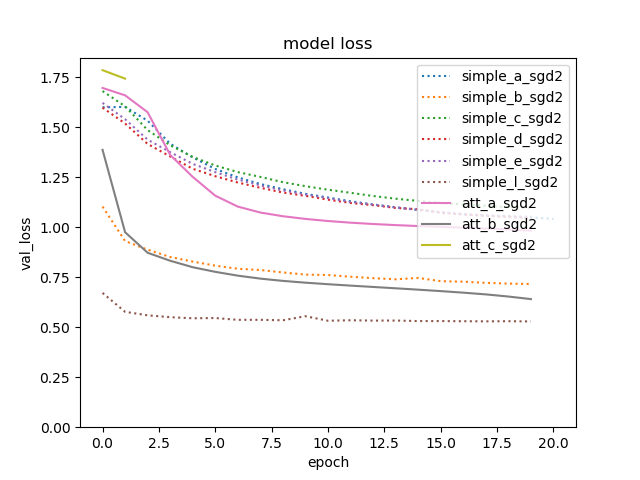 model loss
val_loss
1.75
1.50
1.25
1.00
0.75
0.50
0.25
0.00
simple_a_sgd2
simple_b_sgd2
simple_c_sgd2
simple_d_sgd2
simple_e_sgd2
simple_l_sgd2
att_a_sgd2
att_b_sgd2
att_c_sgd2
0.0 2.5 5.0 7.5 10.0 12.5 15.0 17.5 20.0
epoch